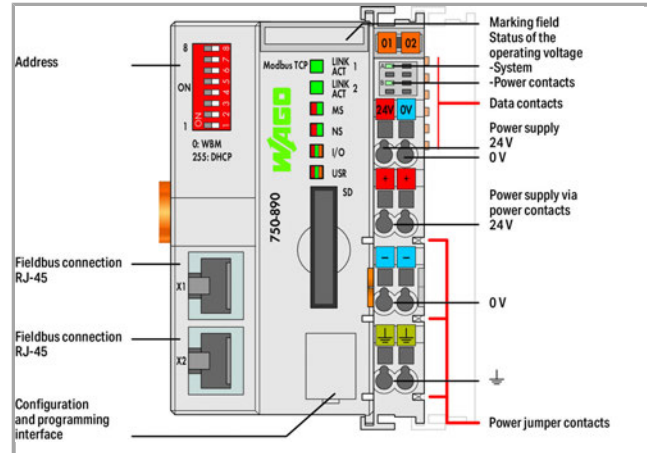 Address
8
ON
1
ON
1 2 3 4 5 6 7 8
0: WBM
255: DHCP
Fieldbus connection
RJ-45
X1
Fieldbus connection
RJ-45
X2
Configuration
and programming
interface
Modbus TCP
LINK
ACT 1
LINK
ACT 2
MS
NS
I/O
USR
SD
WAGO
750-890
01 02
A
B
24V 0V
+ +
− −
Marking field
Status of the
operating voltage
-System
-Power contacts
Data contacts
Power supply
24 V
0 V
Power supply via
power contacts
24 V
0 V
Power jumper contacts